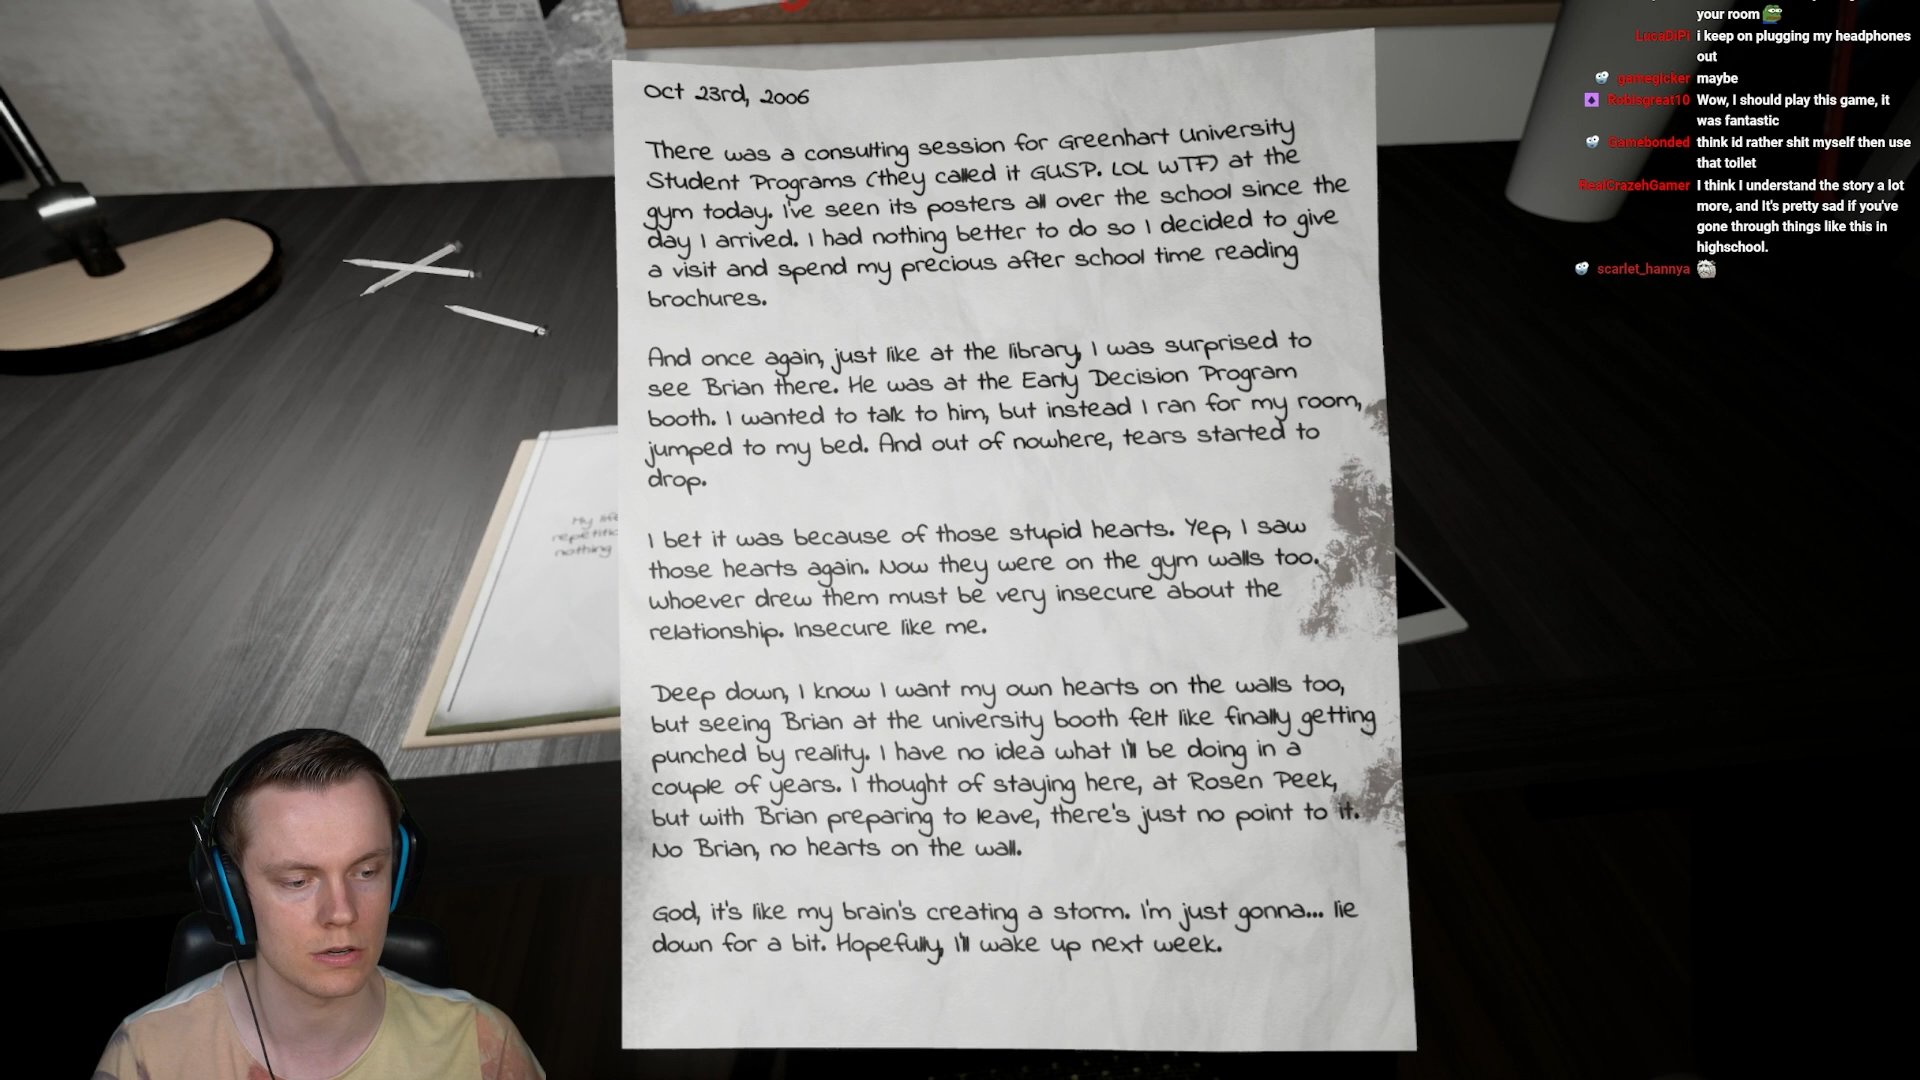 Oct 23rd, 2006
There was a consulting session for Greenhart University
Student Programs (they called it GUSP. LOL WTF) at the
gym today. I've seen its posters all over the school since the
day I arrived. I had nothing better to do so I decided to give
a visit and spend my precious after school time reading
brochures.
And once again, just like at the library, I was surprised to
see Brian there. He was at the Early Decision Program
booth. I wanted to talk to him, but instead I ran for my room,
jumped to my bed. And out of nowhere, tears started to
drop.
I bet it was because of those stupid hearts. Yep, I saw
those hearts again. Now they were on the gym walls too.
Whoever drew them must be very insecure about the
relationship. Insecure like me.
Deep down, I know I want my own hearts on the walls too,
but seeing Brian at the university booth felt like finally getting
punched by reality. I have no idea what I'll be doing in a
couple of years. I thought of staying here, at Rosen Peek,
but with Brian preparing to leave, there's just no point to it.
No Brian, no hearts on the wall.
God, it's like my brain's creating a storm. I'm just gonna... lie
down for a bit. Hopefully, I'll wake up next week.
My life
nothing
your room
LucaDiPi i keep on plugging my headphones
out
gamegicker maybe
Robisgreat10 Wow, I should play this game, it
was fantastic
Gamebonded think id rather shit myself then use
that toilet
RealCrazehGamer I think I understand the story a lot
more, and It's pretty sad if you've
gone through things like this in
highschool.
scarlet_hannya